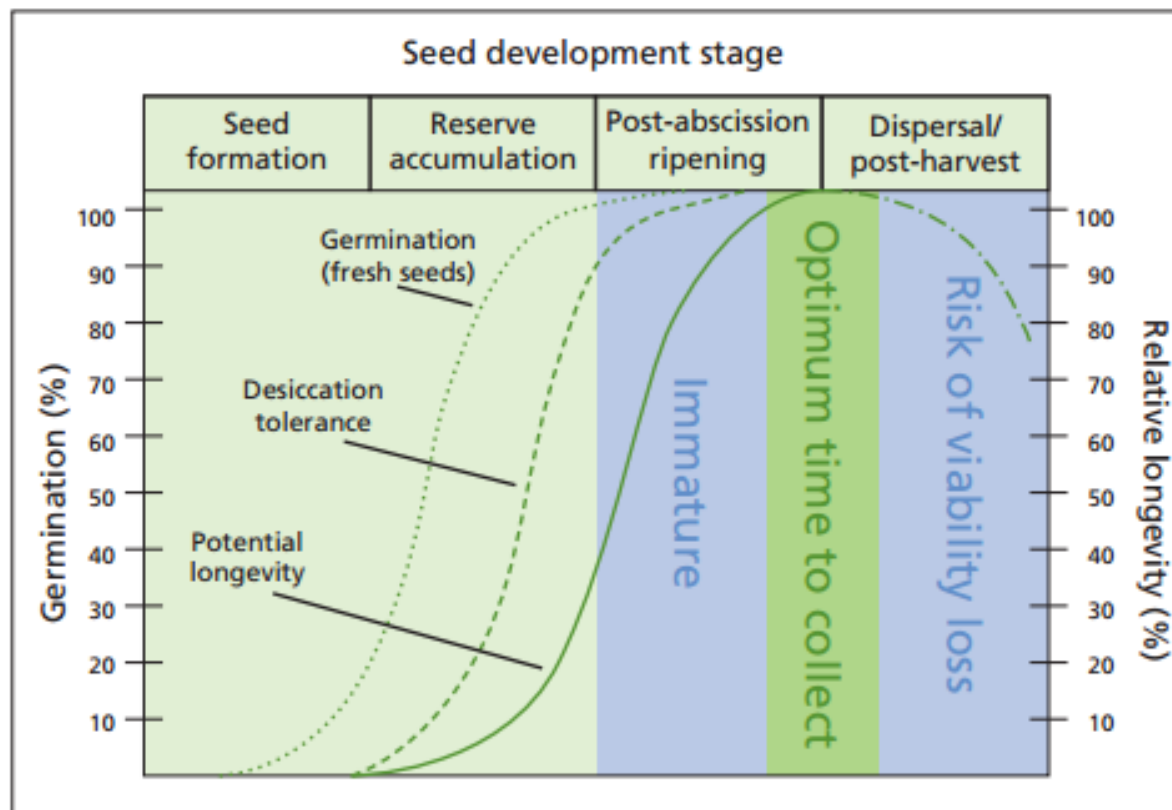 Seed development stage
Seed
formation
Reserve
accumulation
Post-abscission
ripening
Dispersal/
post-harvest
Germination (%)
100
90
80
70
60
50
40
30
20
10
Germination
(fresh seeds)
Desiccation
tolerance
Potential
longevity
Immature
Optimum time to collect
Risk of viability loss
100
90
80
70
60
50
40
30
20
10
Relative longevity (%)